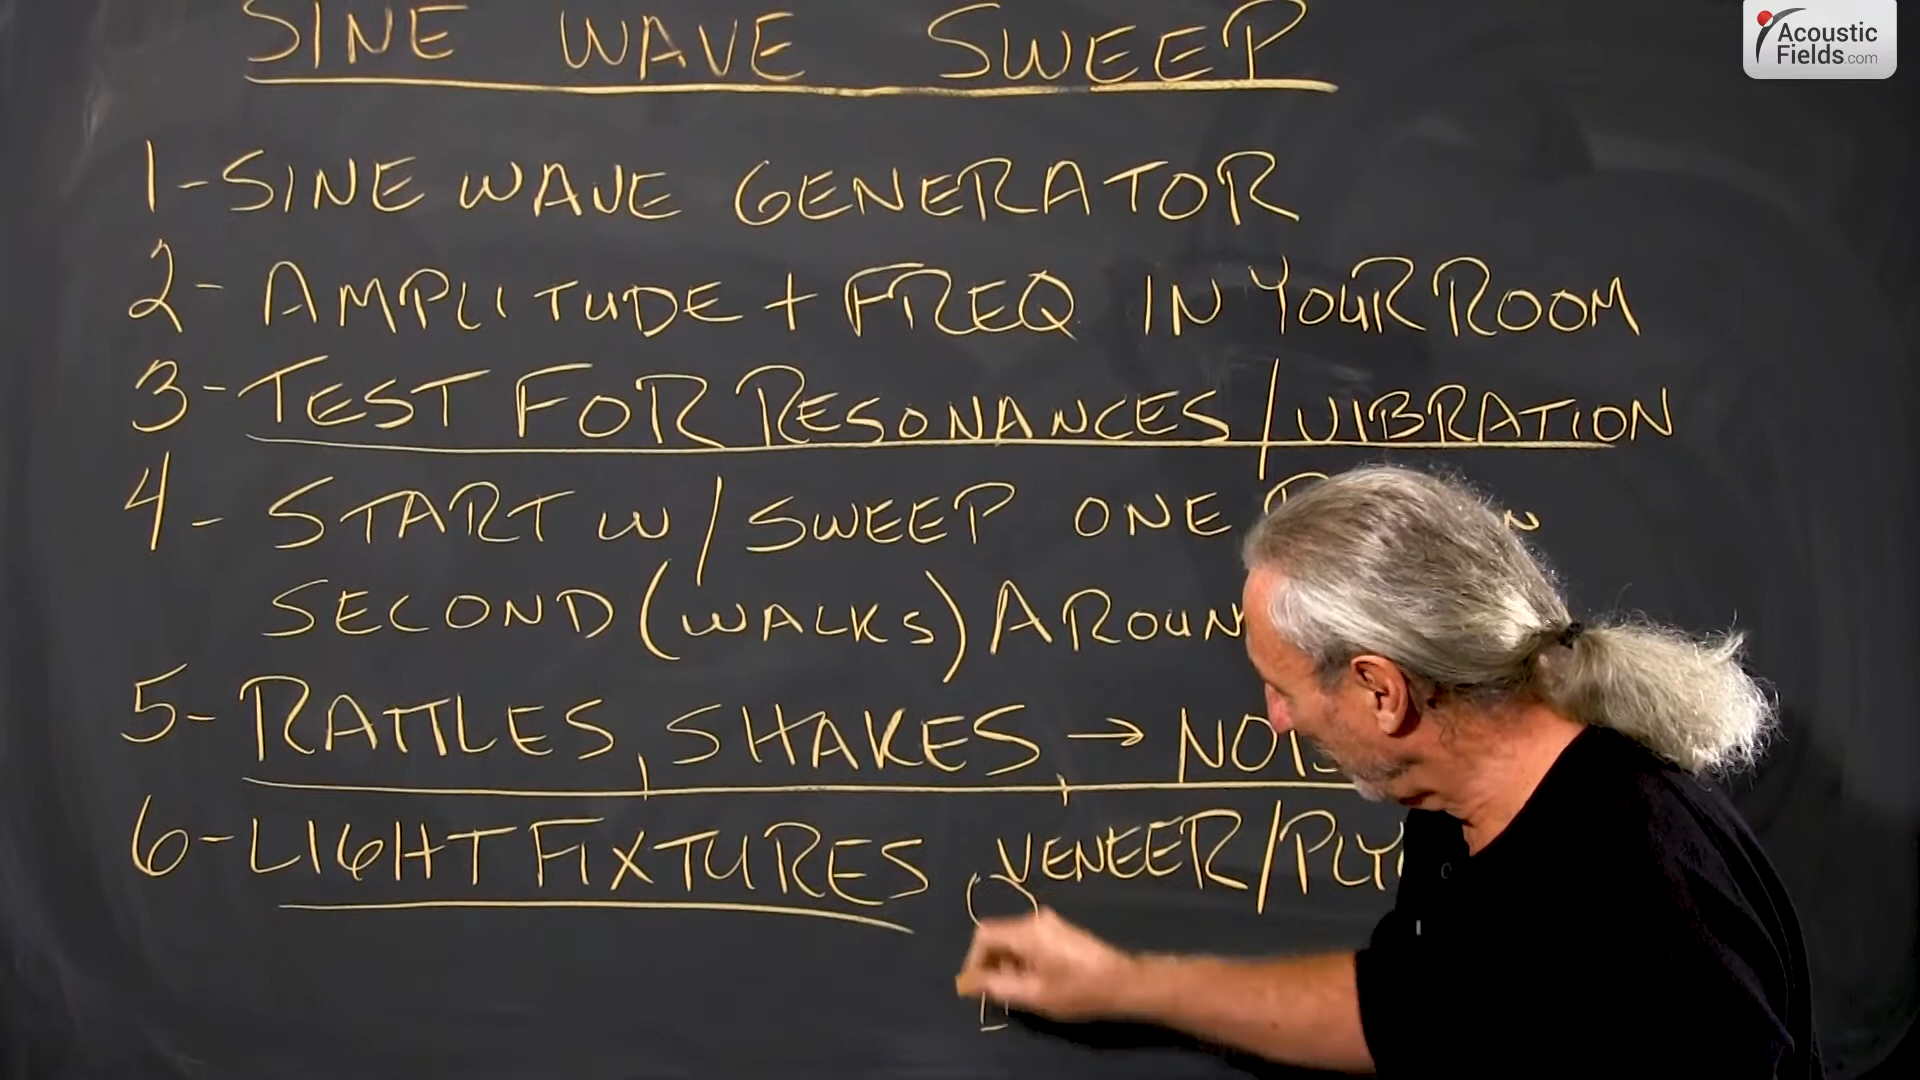 SINE WAVE SWEEP
Acoustic
Fields.com
1-SINE WAVE GENERATOR
2- AMPLITUDE + FREQ IN YOUR ROOM
3-TEST FOR RESONANCES/VIBRATION
4- START W/SWEEP ONE
SECOND (WALKS) AROUN
5-RATTLES, SHAKES, → NOIS
6-LIGHT FIXTURES, VENEER/PLY